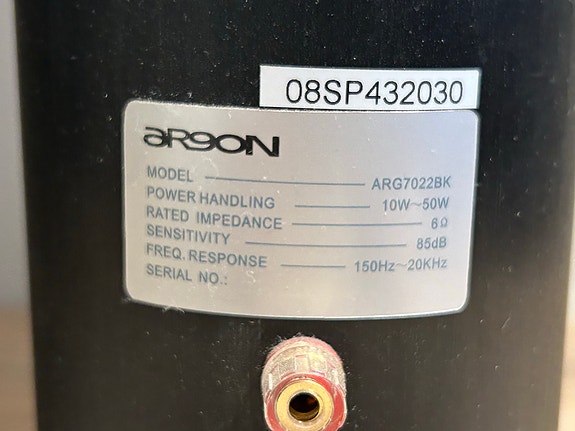 08SP432030
aRGON
MODEL ARG7022BK
POWER HANDLING 10W~50W
RATED IMPEDANCE 6Ω
SENSITIVITY 85dB
FREQ. RESPONSE 150Hz~20KHz
SERIAL NO.: